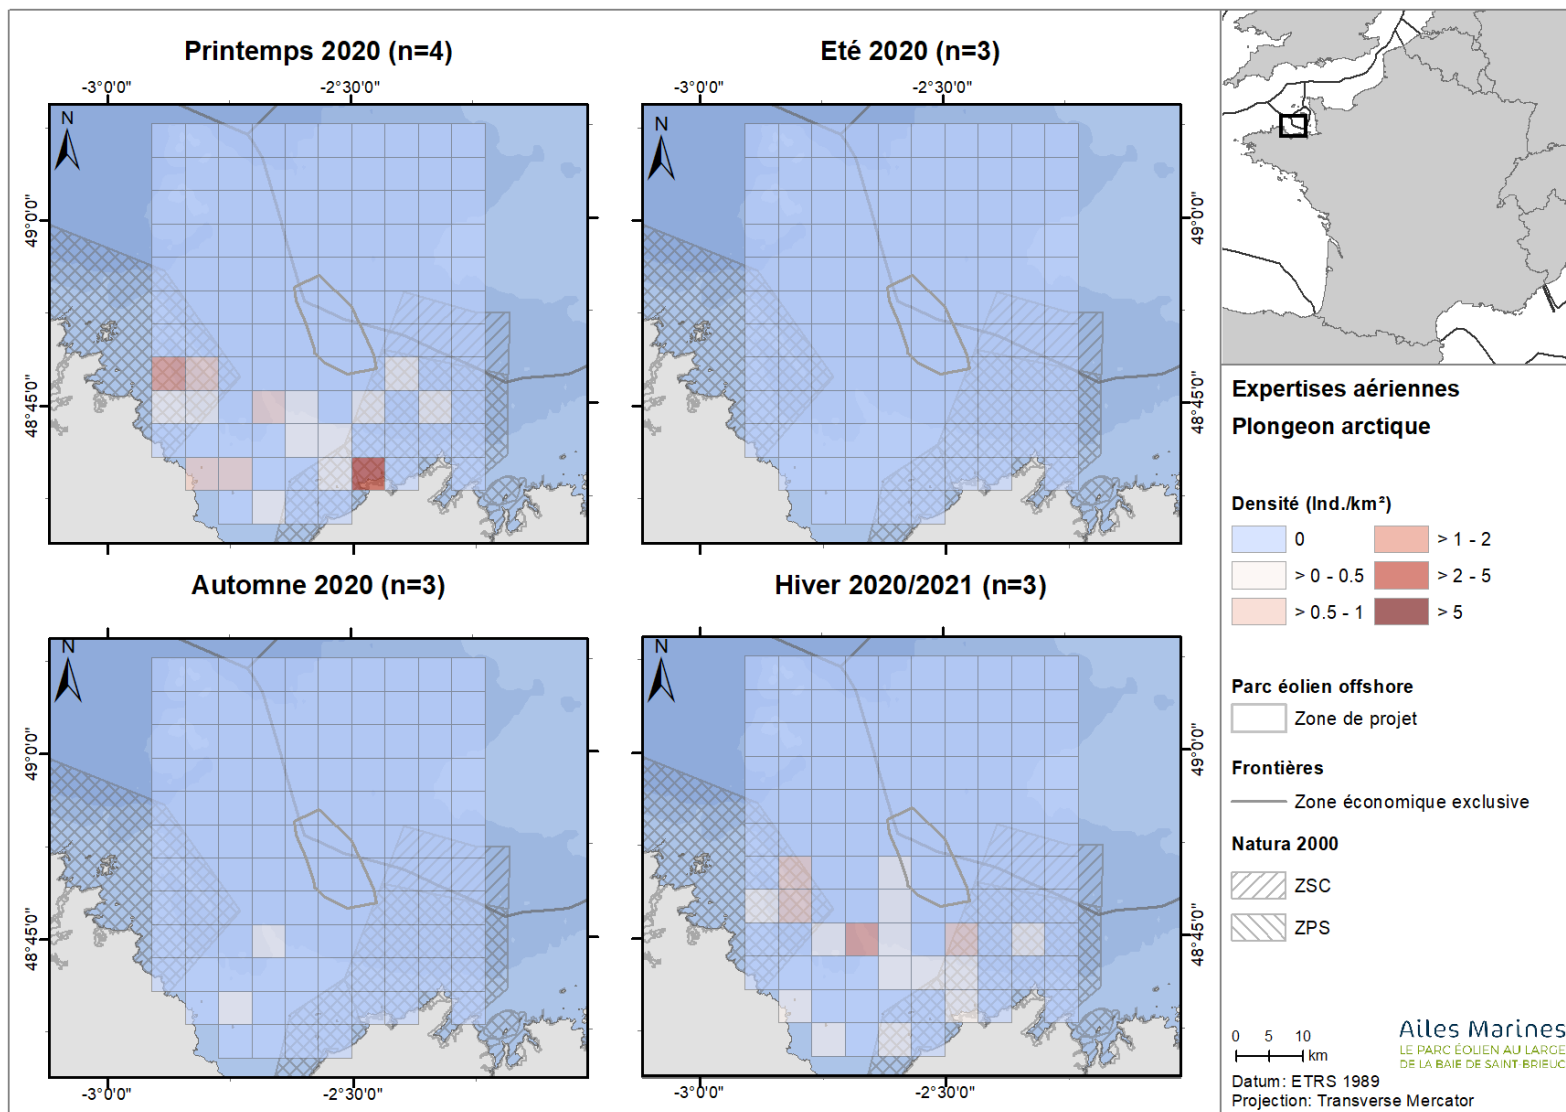 Printemps 2020 (n=4)
-3°0'0"
-2°30'0"
N
49°0'0"
48°45'0"
Eté 2020 (n=3)
-3°0'0"
-2°30'0"
N
49°0'0"
48°45'0"
Automne 2020 (n=3)
N
49°0'0"
48°45'0"
-3°0'0"
-2°30'0"
Hiver 2020/2021 (n=3)
N
49°0'0"
48°45'0"
-3°0'0"
-2°30'0"
Expertises aériennes
Plongeon arctique
Densité (Ind./km²)
0
> 1 - 2
> 0 - 0.5
> 2 - 5
> 0.5 - 1
> 5
Parc éolien offshore
Zone de projet
Frontières
Zone économique exclusive
Natura 2000
ZSC
ZPS
0 5 10
km
Datum: ETRS 1989
Projection: Transverse Mercator
Ailes Marines
LE PARC ÉOLIEN AU LARGE
DE LA BAIE DE SAINT-BRIEUC